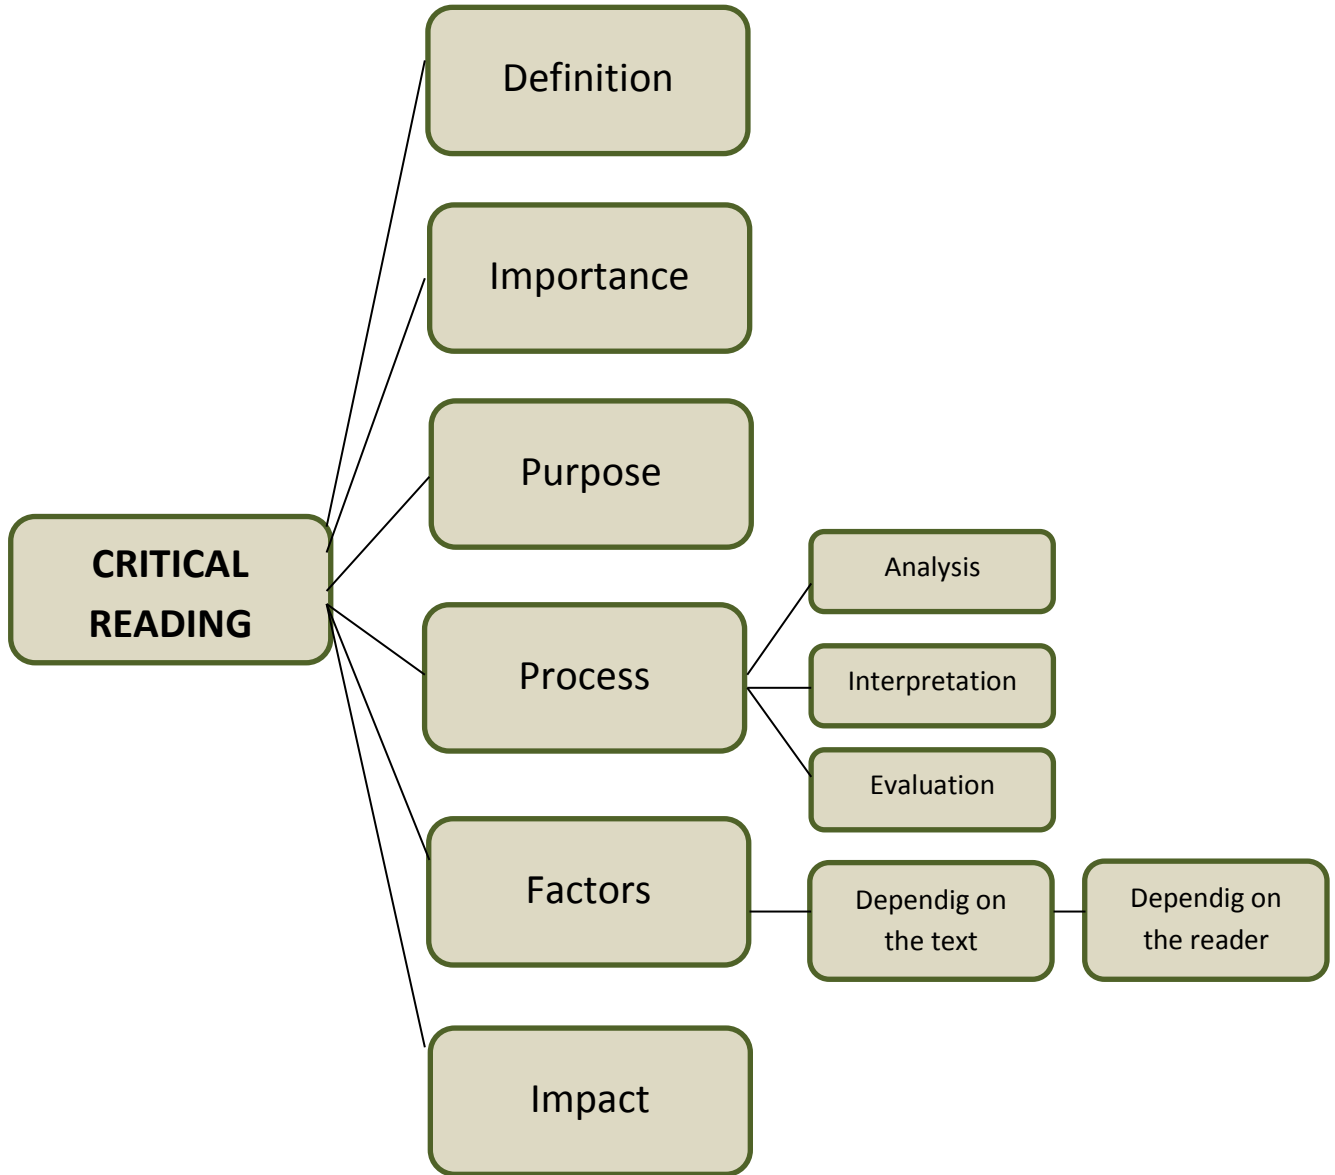 Definition
Importance
Purpose
CRITICAL
READING
Process
Analysis
Interpretation
Evaluation
Factors
Dependig on
the text
Dependig on
the reader
Impact